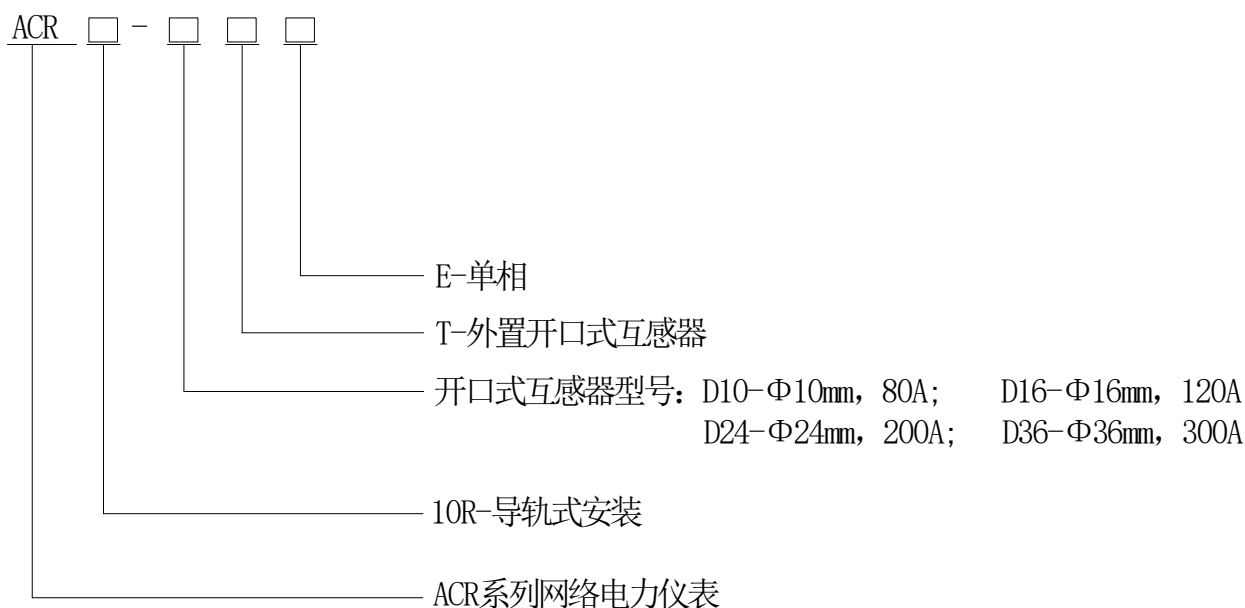 ACR □-□ □ □
E-单相
T-外置开口式互感器
开口式互感器型号：D10-Φ10mm，80A； D16-Φ16mm，120A
D24-Φ24mm，200A； D36-Φ36mm，300A
10R-导轨式安装
ACR系列网络电力仪表